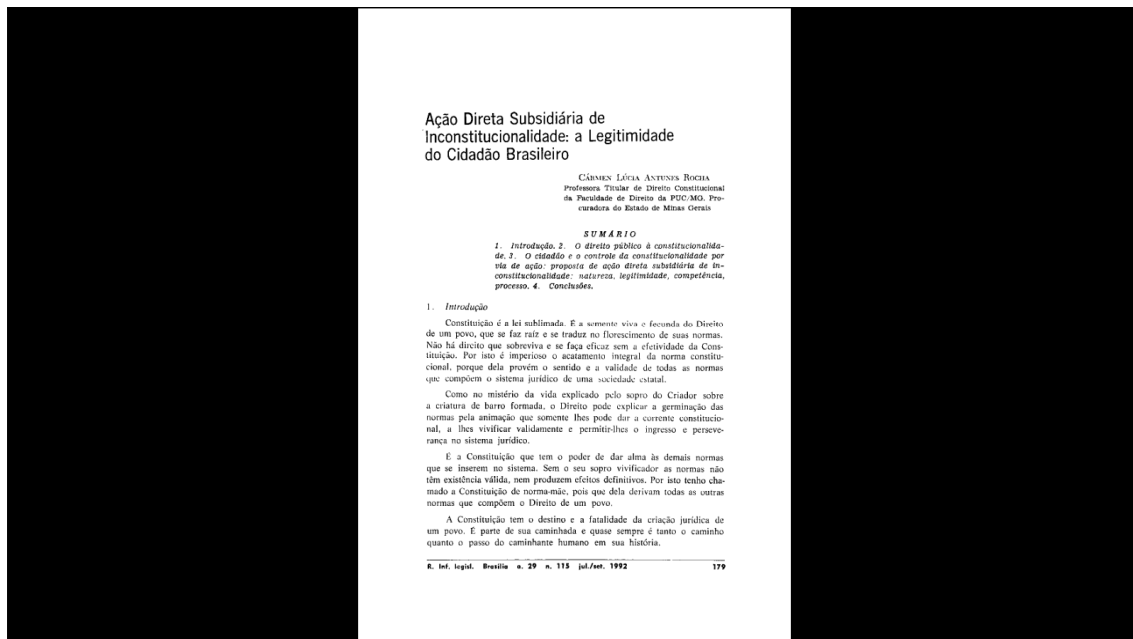 Ação Direta Subsidiária de
Inconstitucionalidade: a Legitimidade
do Cidadão Brasileiro
CÁRMEN LÚCIA ANTUNES ROCHA
Professora Titular de Direito Constitucional
da Faculdade de Direito da PUC/MG. Pro-
curadora do Estado de Minas Gerais
SUMÁRIO
1. Introdução. 2. O direito público à constitucionalida-
de. 3. O cidadão e o controle da constitucionalidade por
via de ação: proposta de ação direta subsidiária de in-
constitucionalidade: natureza, legitimidade, competência,
processo. 4. Conclusões.
1. Introdução
Constituição é a lei sublimada. É a semente viva e fecunda do Direito
de um povo, que se faz raiz e se traduz no florescimento de suas normas.
Não há direito que sobreviva e se faça eficaz sem a efetividade da Cons-
tituição. Por isto é imperioso o acatamento integral da norma constitu-
cional, porque dela provém o sentido e a validade de todas as normas
que compõem o sistema jurídico de uma sociedade estatal.
Como no mistério da vida explicado pelo sopro do Criador sobre
a criatura de barro formada, o Direito pode explicar a germinação das
normas pela animação que somente lhes pode dar a corrente constitucio-
nal, a lhes vivificar validamente e permitir-lhes o ingresso e perseve-
rança no sistema jurídico.
É a Constituição que tem o poder de dar alma às demais normas
que se inserem no sistema. Sem o seu sopro vivificador as normas não
têm existência válida, nem produzem efeitos definitivos. Por isto tenho cha-
mado a Constituição de norma-mãe, pois que dela derivam todas as outras
normas que compõem o Direito de um povo.
A Constituição tem o destino e a fatalidade da criação jurídica de
um povo. É parte de sua caminhada e quase sempre é tanto o caminho
quanto o passo do caminhante humano em sua história.
R. Inf. legisl. Brasília a. 29 n. 115 jul./set. 1992 179